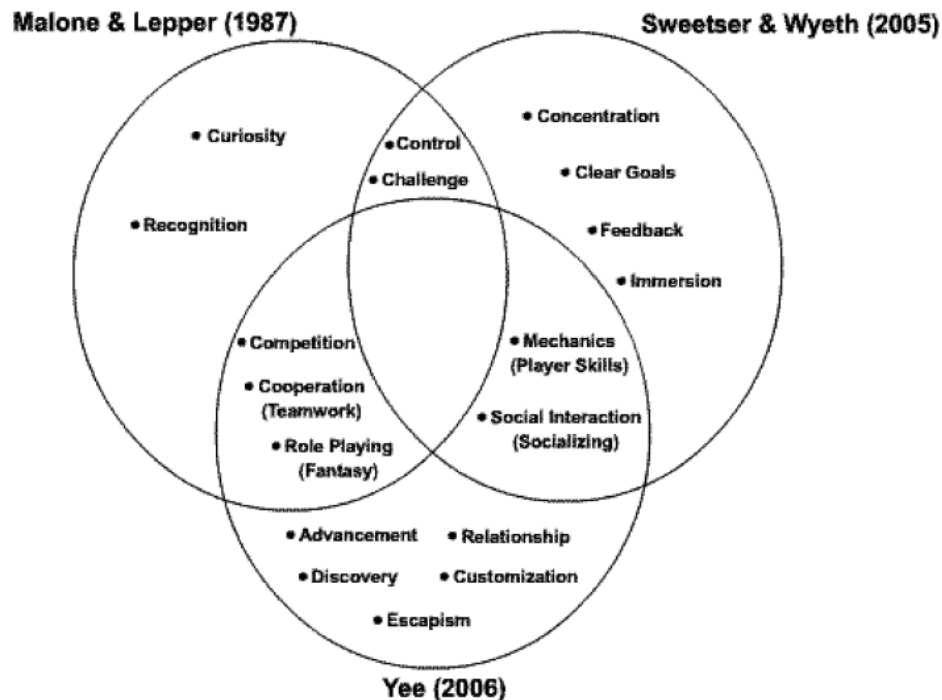 Malone & Lepper (1987)
Sweetser & Wyeth (2005)
• Curiosity
• Recognition
• Control
• Challenge
• Concentration
• Clear Goals
• Feedback
• Immersion
• Competition
• Cooperation
(Teamwork)
• Role Playing
(Fantasy)
• Mechanics
(Player Skills)
• Social Interaction
(Socializing)
• Advancement
• Relationship
• Discovery
• Customization
• Escapism
Yee (2006)